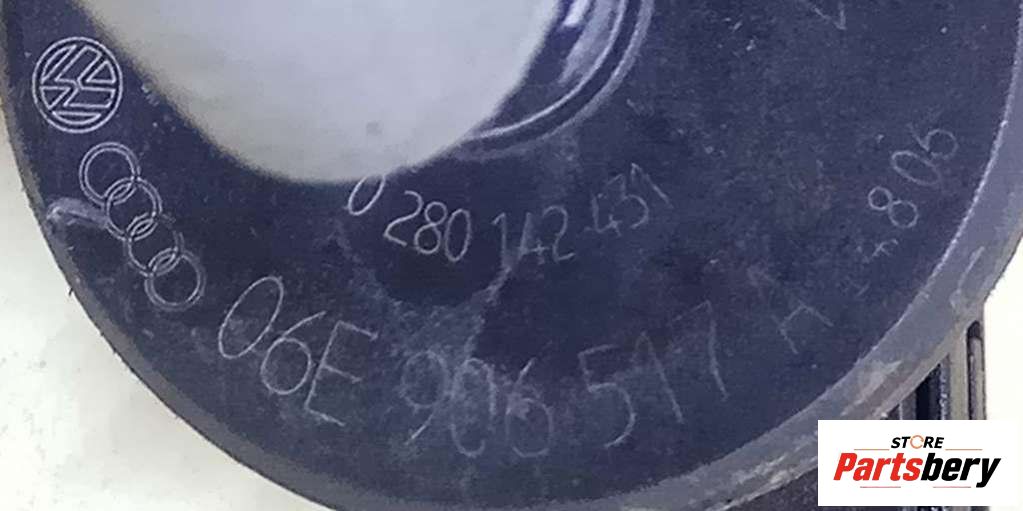 0 280 142 431
06E 906 517 A
*806
STORE
Partsbery